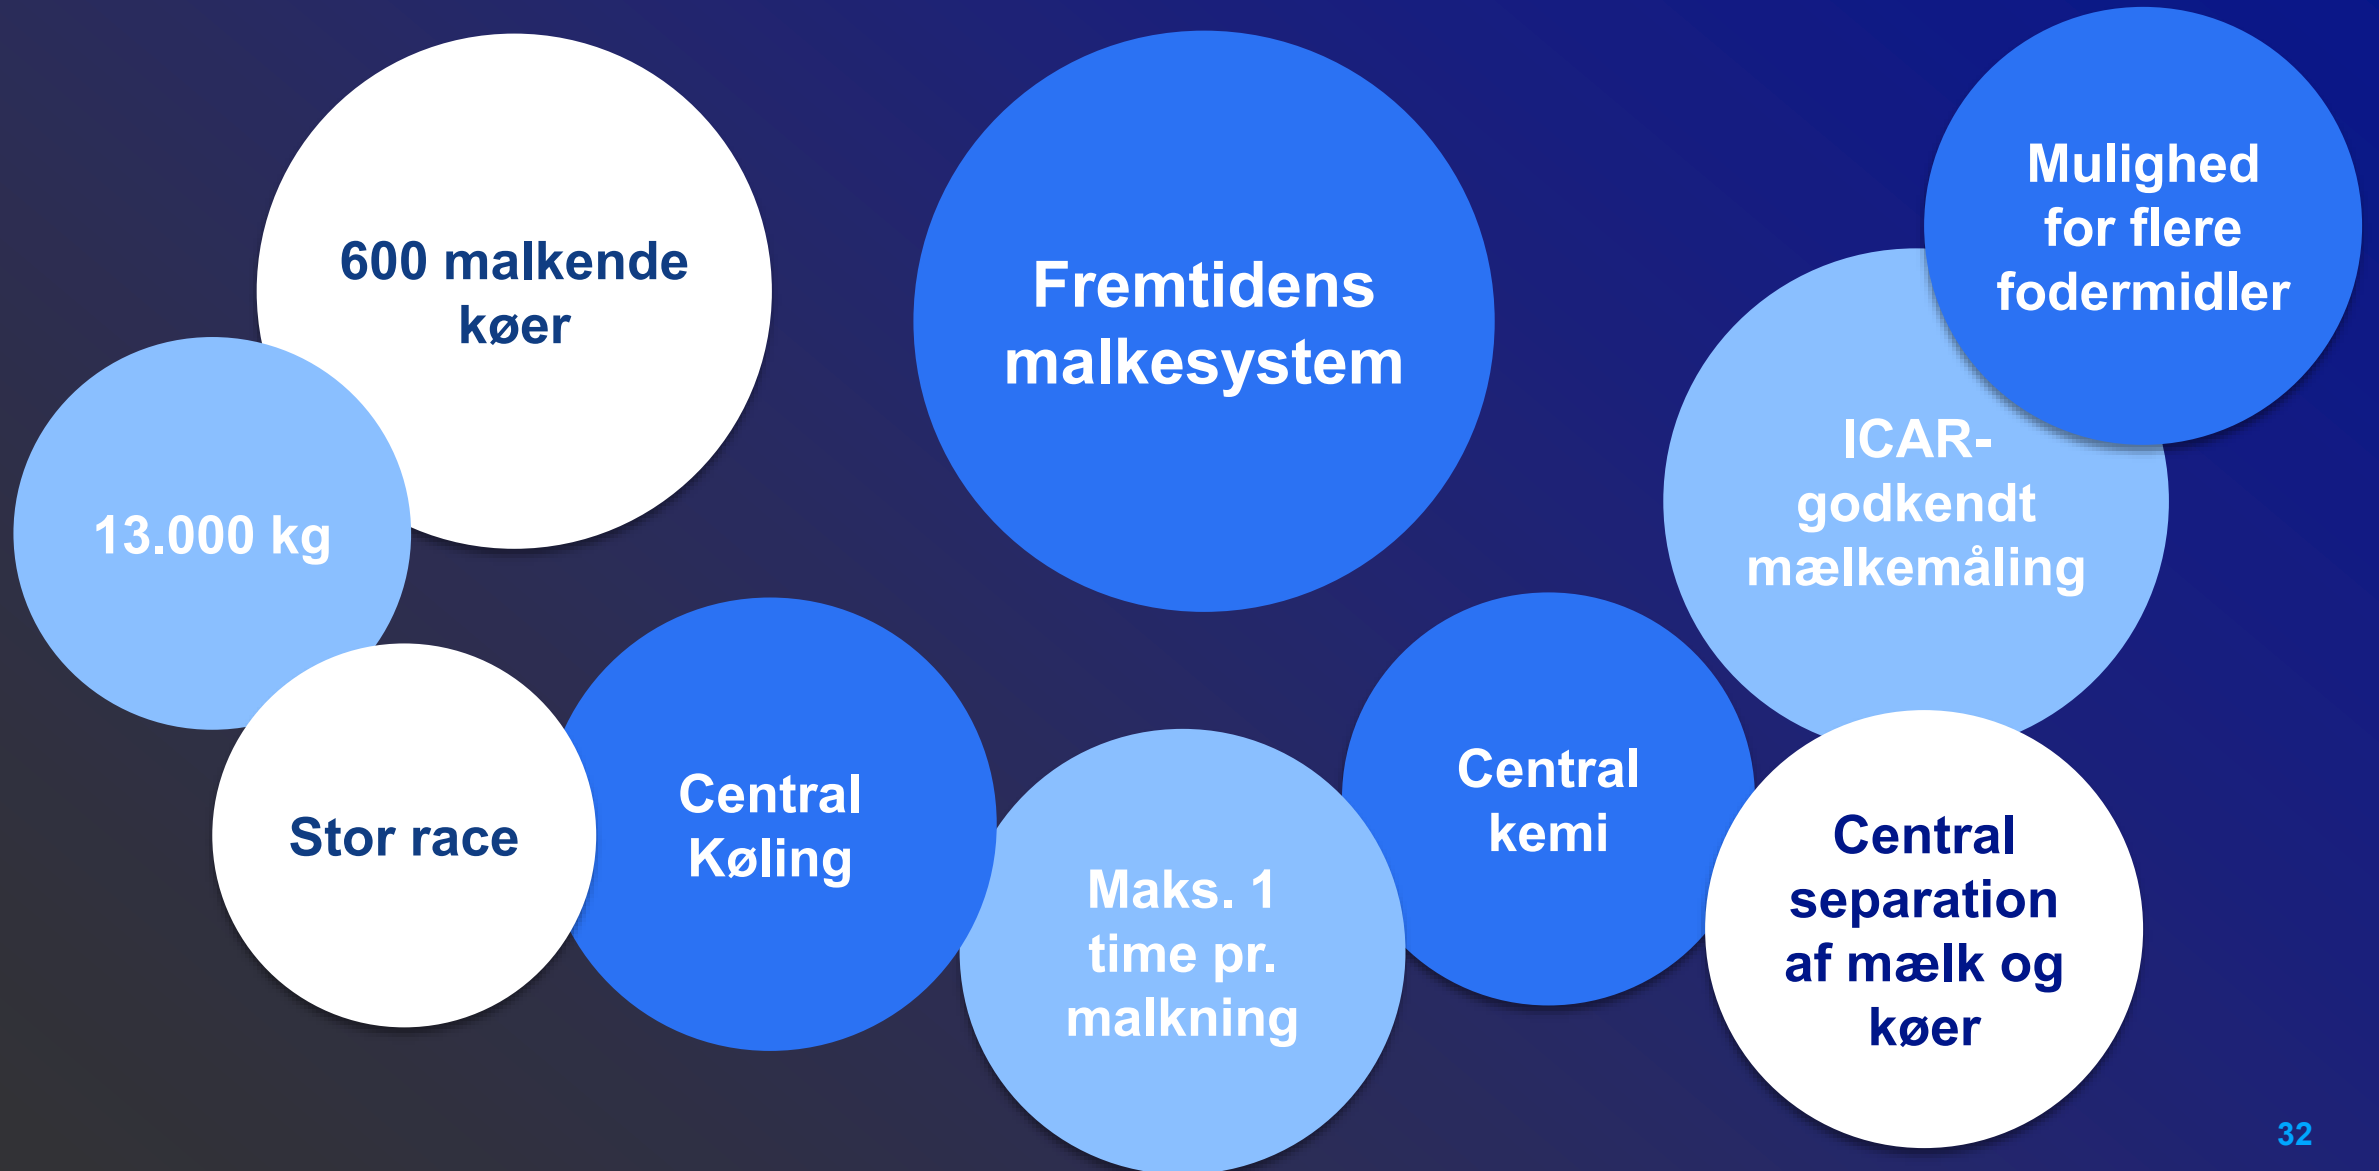 600 malkende
køer
Fremtidens
malkesystem
Mulighed
for flere
fodermidler
13.000 kg
ICAR-
godkendt
mælkemåling
Stor race
Central
Køling
Maks. 1
time pr.
malkning
Central
kemi
Central
separation
af mælk og
køer
32